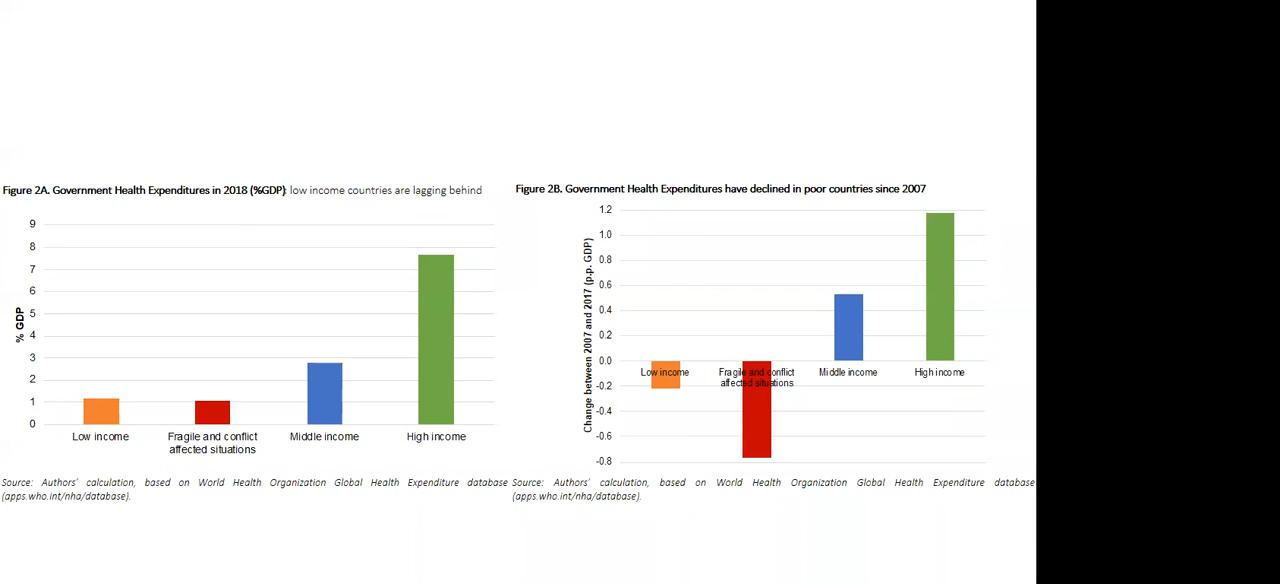 Figure 2A. Government Health Expenditures in 2018 (%GDP): low income countries are lagging behind
% GDP
9
8
7
6
5
4
3
2
1
0
Low income
Fragile and conflict
affected situations
Middle income
High income
Source: Authors' calculation, based on World Health Organization Global Health Expenditure database
(apps.who.int/nha/database).
Figure 2B. Government Health Expenditures have declined in poor countries since 2007
Change between 2007 and 2017 (p.p. GDP)
1.2
1.0
0.8
0.6
0.4
0.2
0.0
-0.2
-0.4
-0.6
-0.8
Low income
Fragile and conflict
affected situations
Middle income
High income
Source: Authors' calculation, based on World Health Organization Global Health Expenditure database
(apps.who.int/nha/database).